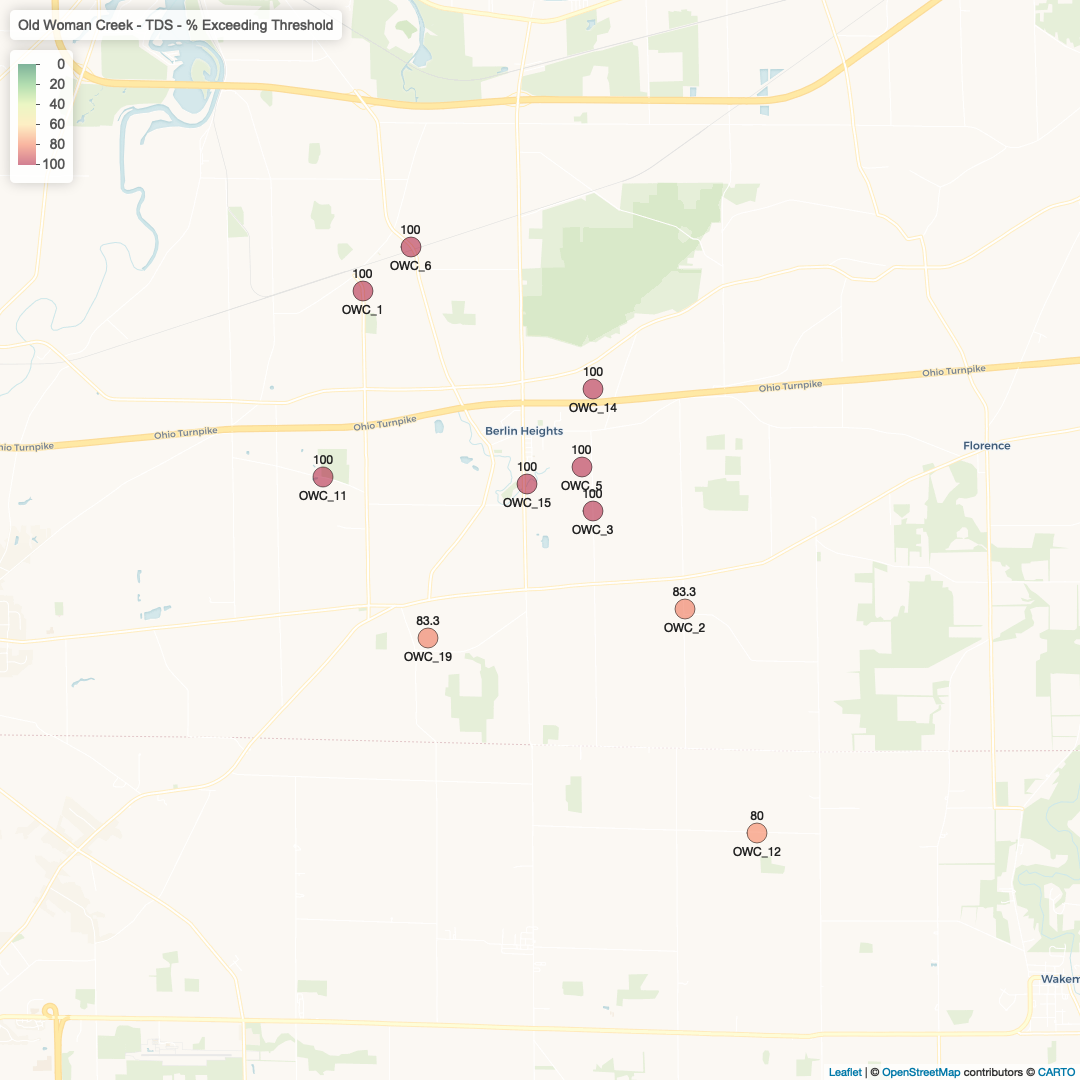 Old Woman Creek - TDS - % Exceeding Threshold
0
20
40
60
80
100
100
OWC_6
100
OWC_1
100
OWC_14
Ohio Turnpike
Ohio Turnpike
Ohio Turnpike
Ohio Turnpike
hio Turnpike
Berlin Heights
Florence
100
OWC_11
100
OWC_15
100
OWC_5
100
OWC_3
83.3
OWC_2
83.3
OWC_19
80
OWC_12
Wakem
Leaflet | © OpenStreetMap contributors © CARTO